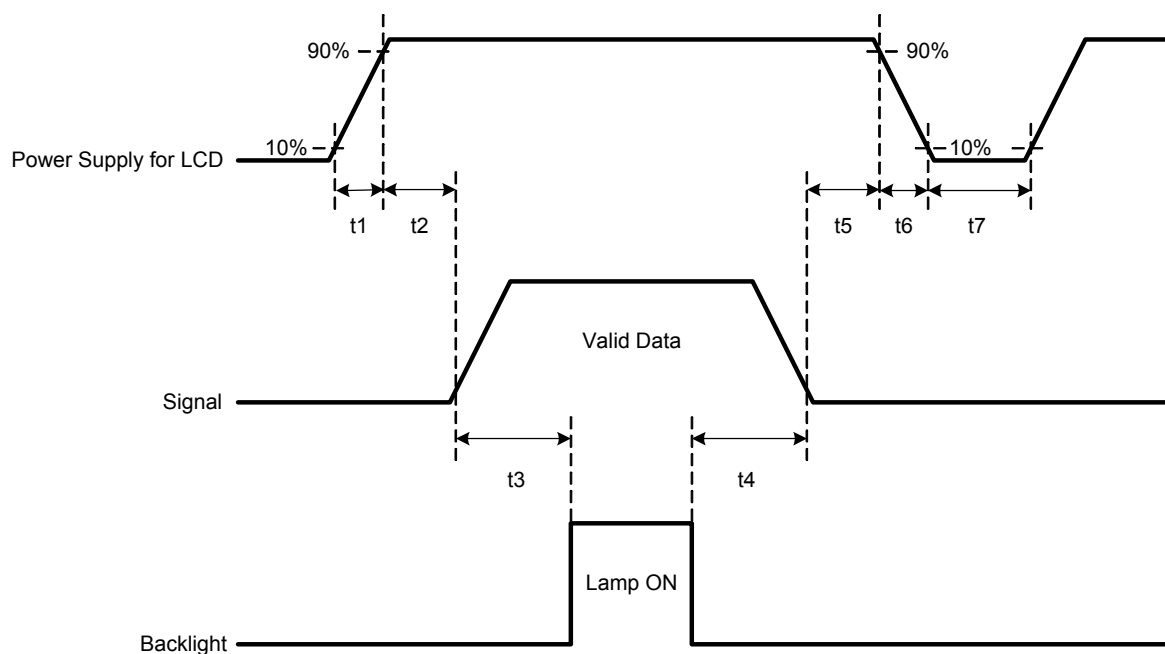 90%
90%
10%
10%
Power Supply for LCD
t1
t2
t5
t6
t7
Valid Data
Signal
t3
t4
Lamp ON
Backlight